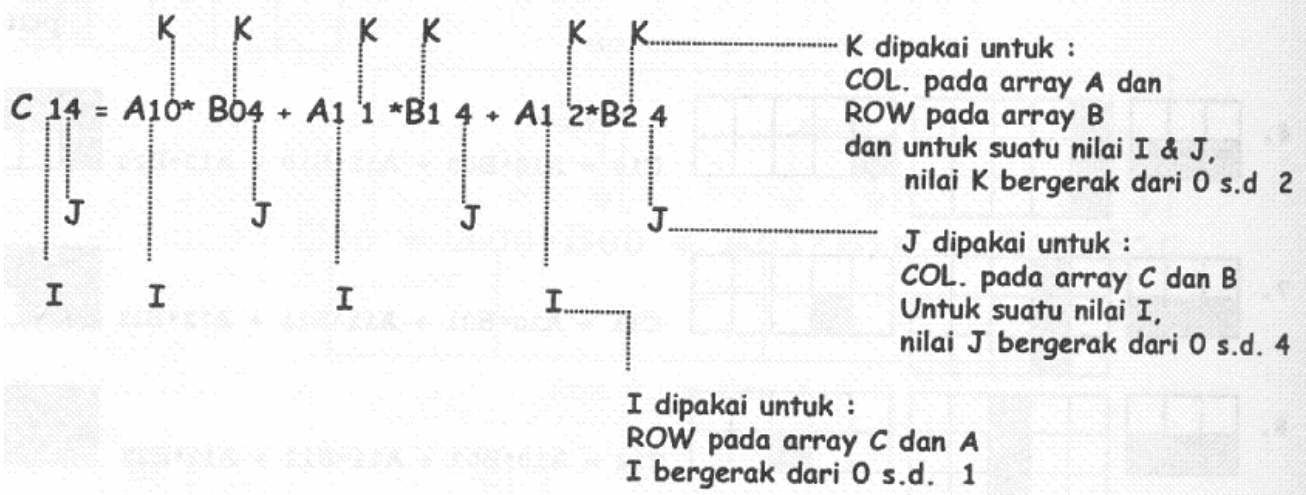 K K K K K K
C 14 = A10* B04 + A1 1 *B1 4 + A1 2*B2 4
J J J J
I I I I
K dipakai untuk :
COL. pada array A dan
ROW pada array B
dan untuk suatu nilai I & J,
nilai K bergerak dari 0 s.d 2
J dipakai untuk :
COL. pada array C dan B
Untuk suatu nilai I,
nilai J bergerak dari 0 s.d. 4
I dipakai untuk :
ROW pada array C dan A
I bergerak dari 0 s.d. 1